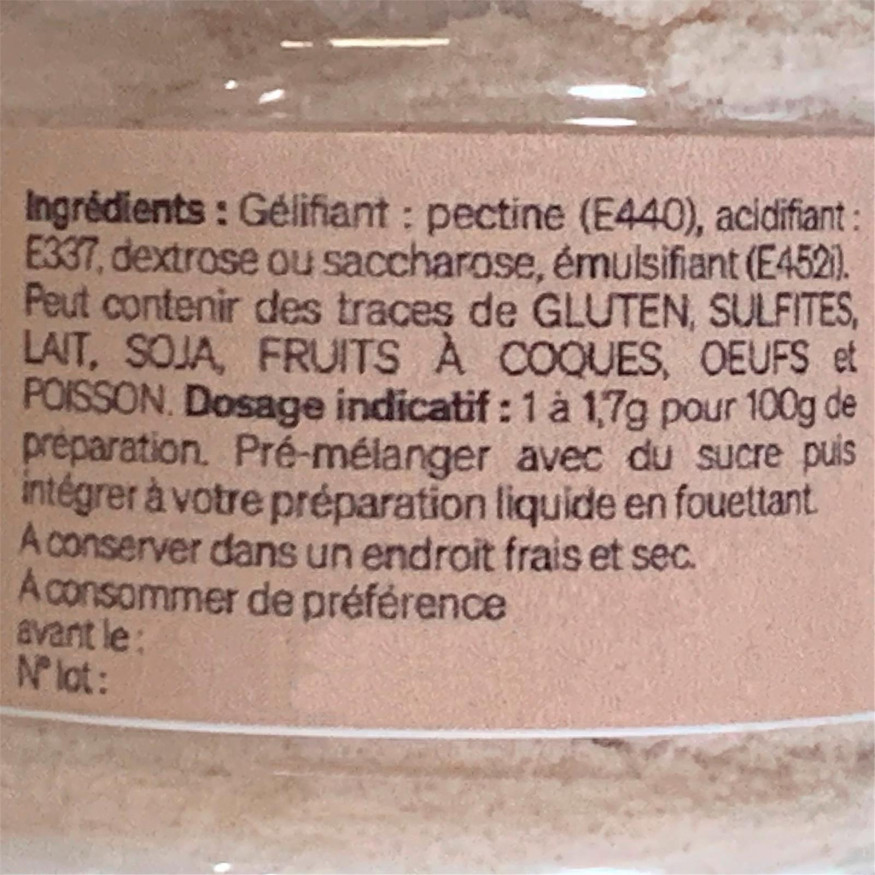 Ingrédients : Gélifiant : pectine (E440), acidifiant :
E337, dextrose ou saccharose, émulsifiant (E452i).
Peut contenir des traces de GLUTEN, SULFITES,
LAIT, SOJA, FRUITS À COQUES, OEUFS et
POISSON. Dosage indicatif : 1 à 1,7g pour 100g de
préparation. Pré-mélanger avec du sucre puis
intégrer à votre préparation liquide en fouettant.
A conserver dans un endroit frais et sec.
A consommer de préférence
avant le :
N° lot :